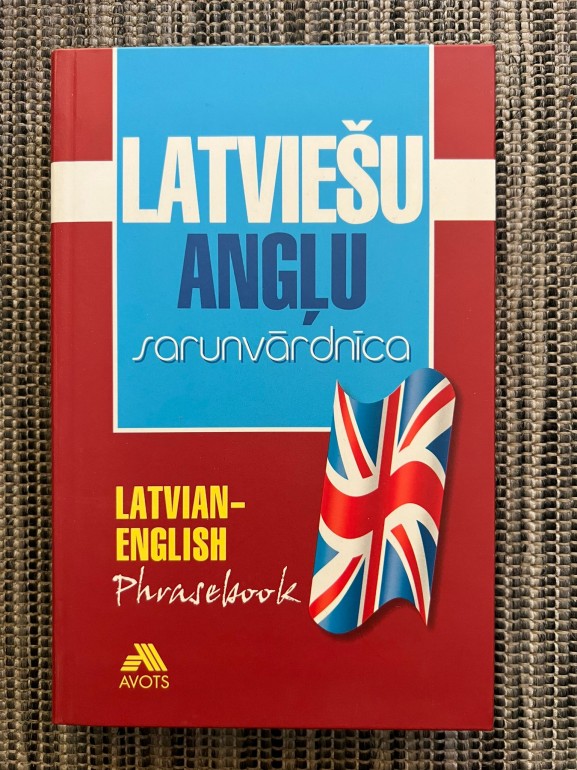 LATVIEŠU
ANGĻU
sarunvārdnīca
LATVIAN-
ENGLISH
Phrasebook
AVOTS